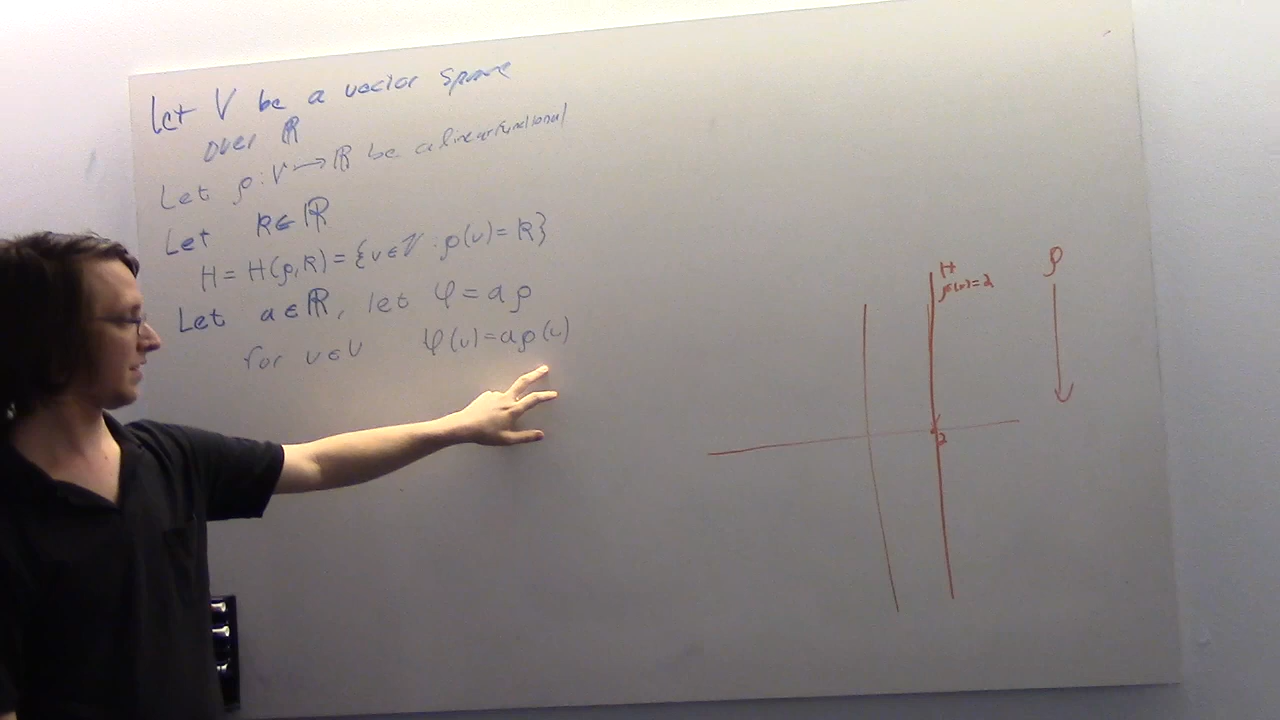 Let V be a vector space
over ℝ
Let ρ: V → ℝ be a linear functional
Let k ∈ ℝ
H = H(ρ, k) = {v ∈ V : ρ(v) = k}
Let a ∈ ℝ, let φ = aρ
for v ∈ V φ(v) = aρ(v)
H
ρ(v) = 2
ρ
2